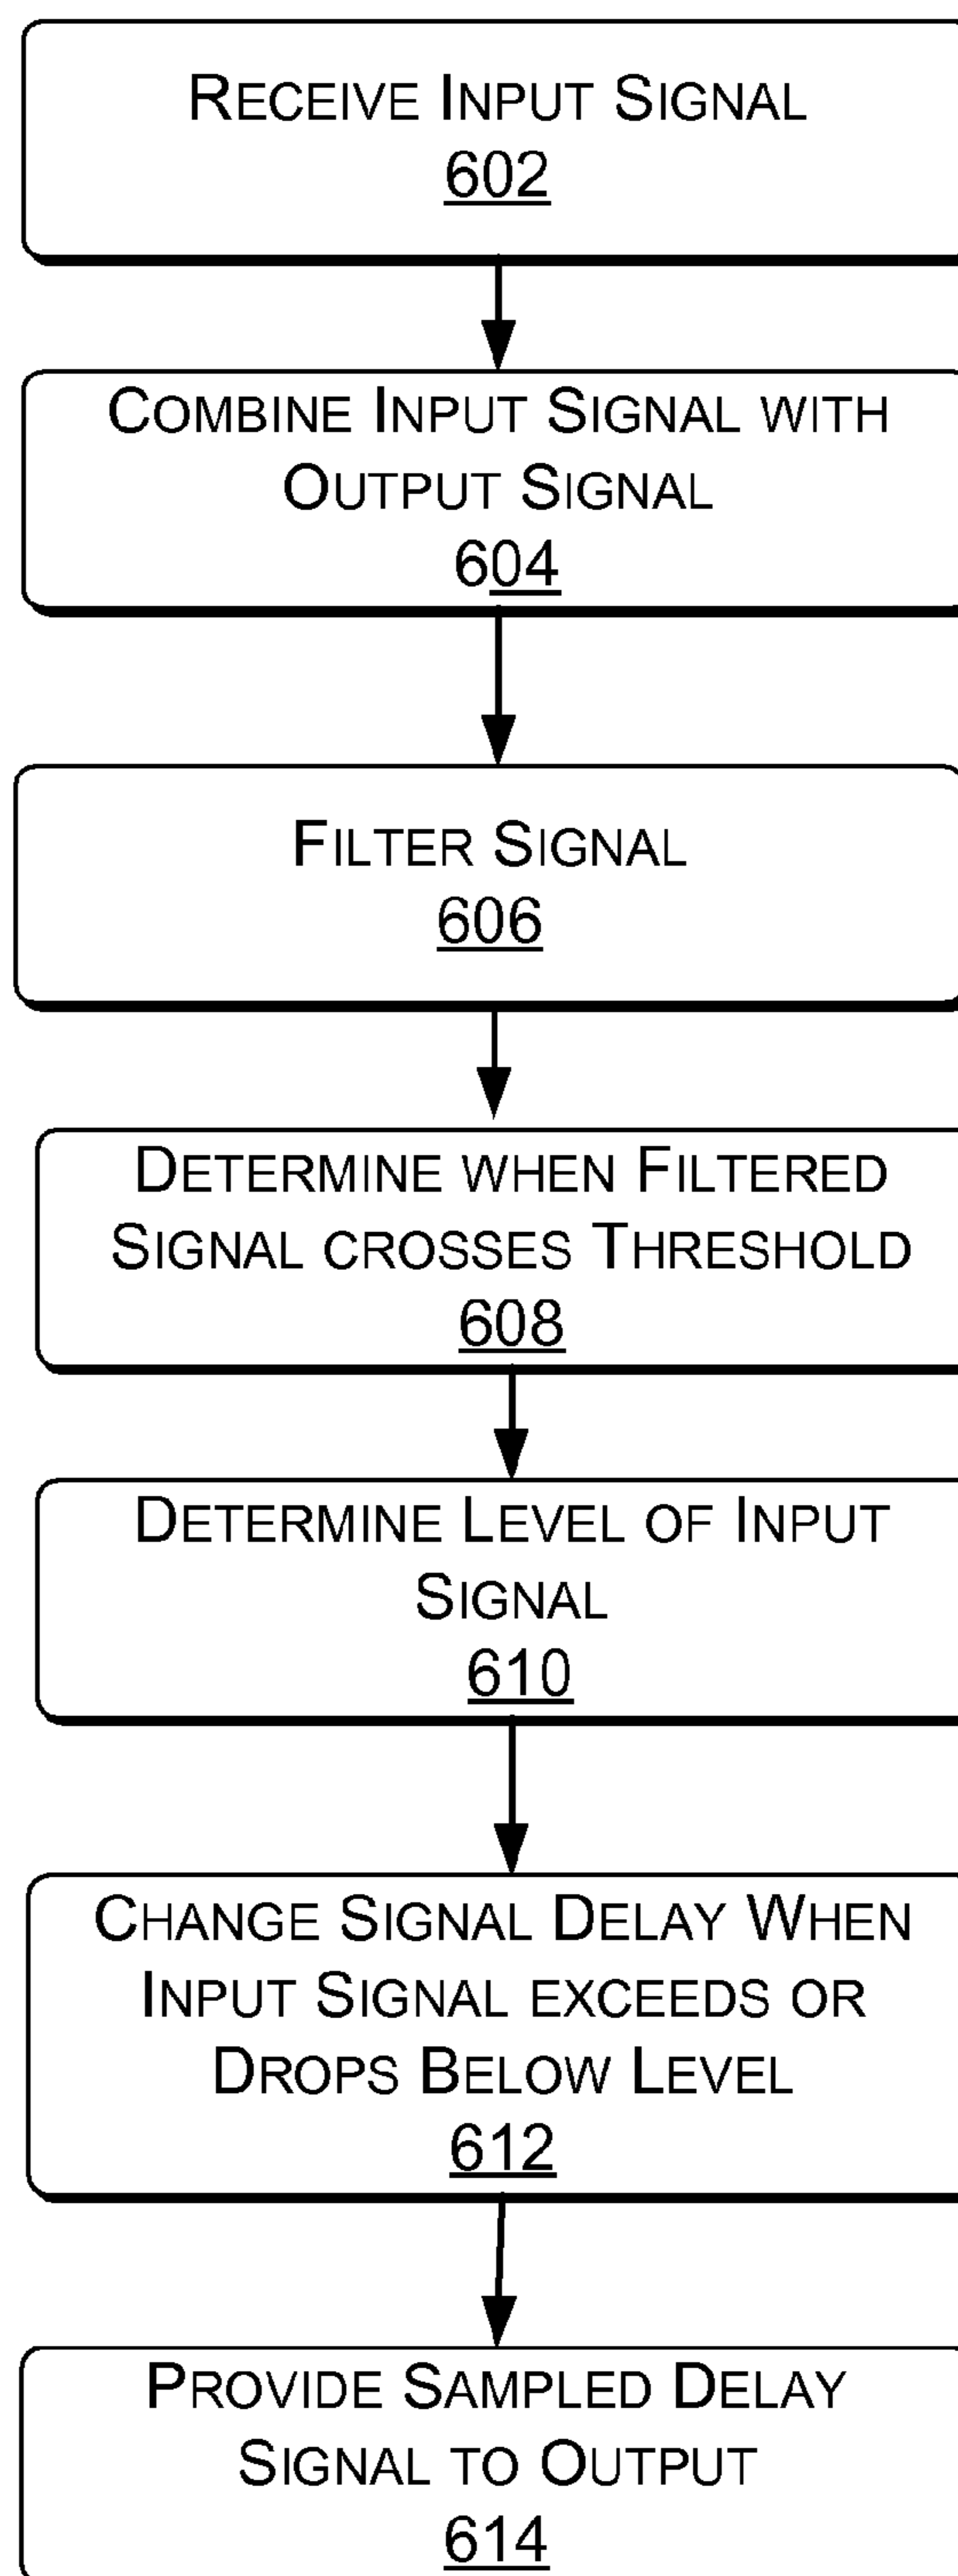 RECEIVE INPUT SIGNAL
602
COMBINE INPUT SIGNAL WITH
OUTPUT SIGNAL
604
FILTER SIGNAL
606
DETERMINE WHEN FILTERED
SIGNAL CROSSES THRESHOLD
608
DETERMINE LEVEL OF INPUT
SIGNAL
610
CHANGE SIGNAL DELAY WHEN
INPUT SIGNAL EXCEEDS OR
DROPS BELOW LEVEL
612
PROVIDE SAMPLED DELAY
SIGNAL TO OUTPUT
614